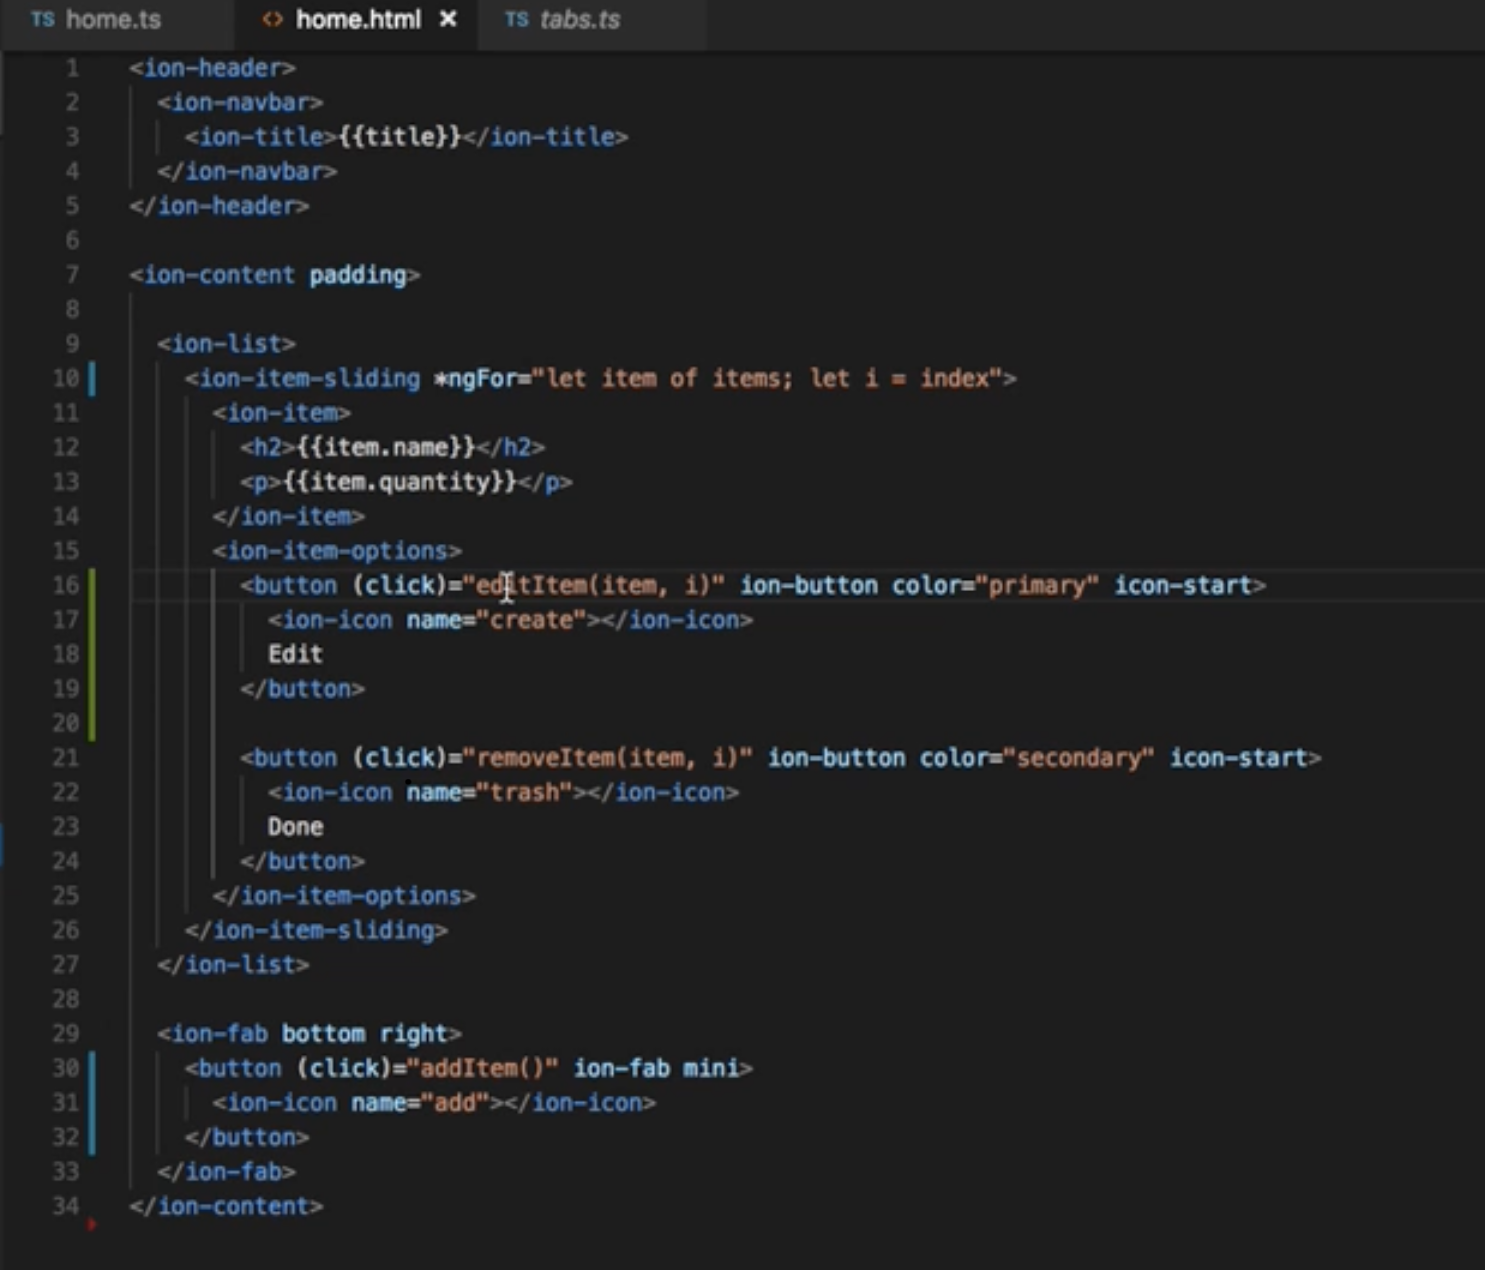 TS home.ts <> home.html × TS tabs.ts
1 <ion-header>
2 <ion-navbar>
3 <ion-title>{{title}}</ion-title>
4 </ion-navbar>
5 </ion-header>
6
7 <ion-content padding>
8
9 <ion-list>
10 <ion-item-sliding *ngFor="let item of items; let i = index">
11 <ion-item>
12 <h2>{{item.name}}</h2>
13 <p>{{item.quantity}}</p>
14 </ion-item>
15 <ion-item-options>
16 <button (click)="editItem(item, i)" ion-button color="primary" icon-start>
17 <ion-icon name="create"></ion-icon>
18 Edit
19 </button>
20
21 <button (click)="removeItem(item, i)" ion-button color="secondary" icon-start>
22 <ion-icon name="trash"></ion-icon>
23 Done
24 </button>
25 </ion-item-options>
26 </ion-item-sliding>
27 </ion-list>
28
29 <ion-fab bottom right>
30 <button (click)="addItem()" ion-fab mini>
31 <ion-icon name="add"></ion-icon>
32 </button>
33 </ion-fab>
34 </ion-content>